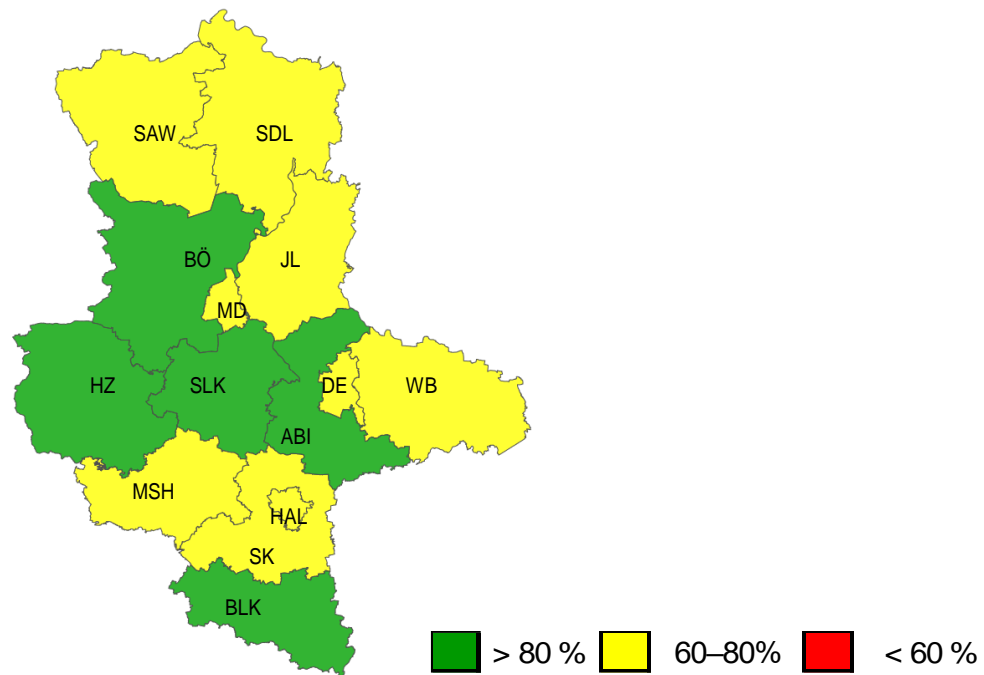 SAW SDL
BÖ JL
MD
HZ SLK DE WB
ABI
MSH
HAL
SK
BLK
> 80 % 60–80% < 60 %